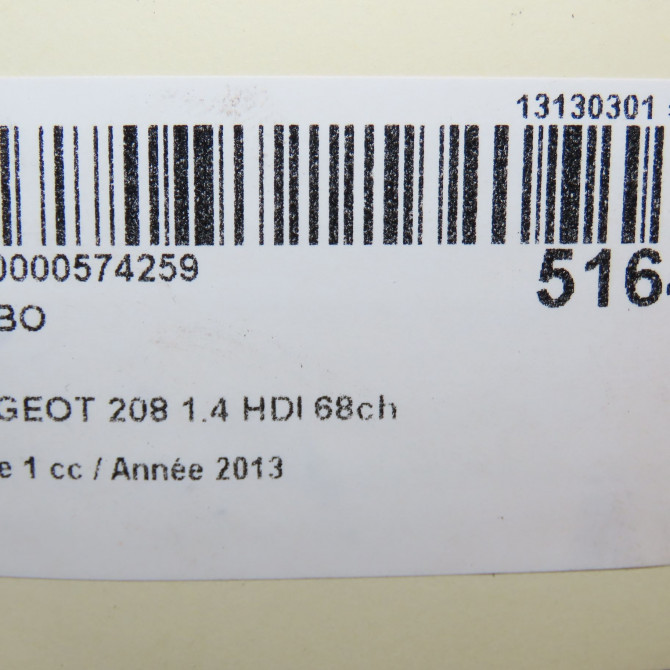 13130301
0000574259
516
BO
GEOT 208 1.4 HDI 68ch
e 1 cc / Année 2013